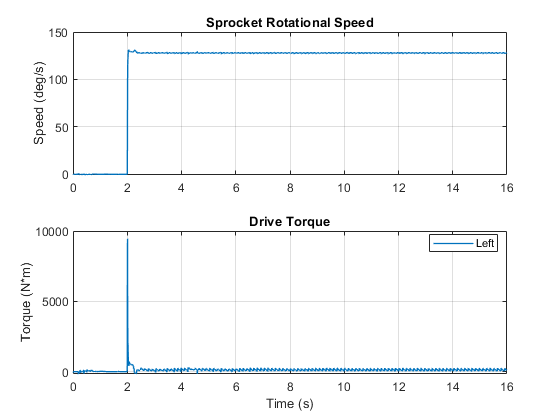 Sprocket Rotational Speed
150
100
50
0
Speed (deg/s)
0 2 4 6 8 10 12 14 16
Drive Torque
10000
5000
0
Torque (N*m)
Left
0 2 4 6 8 10 12 14 16
Time (s)